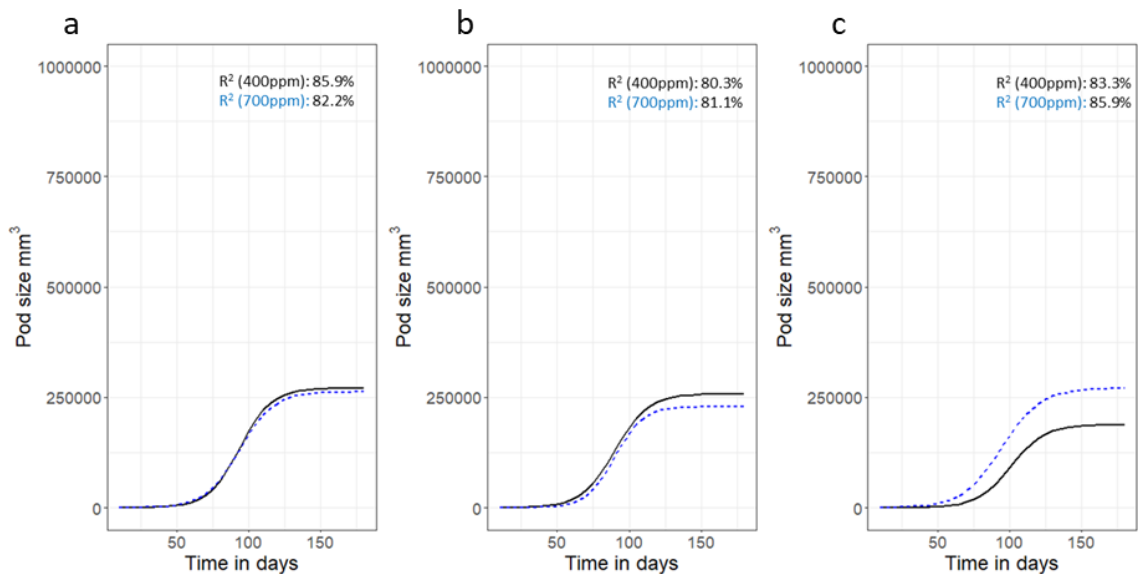 a
R² (400ppm): 85.9%
R² (700ppm): 82.2%
1000000
750000
500000
250000
0
Pod size mm³
50 100 150
Time in days
b
R² (400ppm): 80.3%
R² (700ppm): 81.1%
1000000
750000
500000
250000
0
Pod size mm³
50 100 150
Time in days
c
R² (400ppm): 83.3%
R² (700ppm): 85.9%
1000000
750000
500000
250000
0
Pod size mm³
50 100 150
Time in days